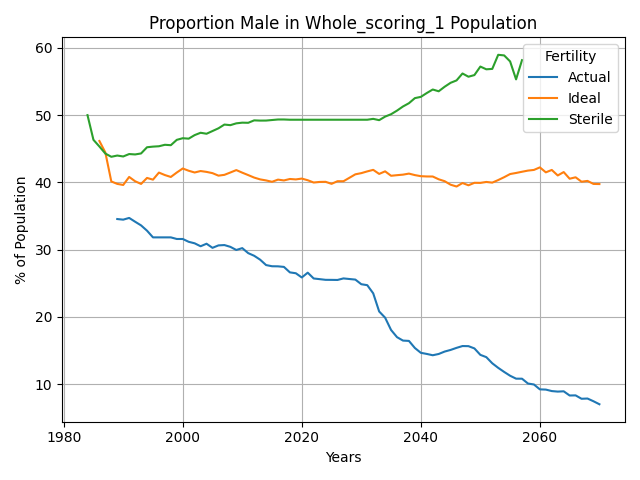 Proportion Male in Whole_scoring_1 Population
% of Population
60
50
40
30
20
10
Fertility
Actual
Ideal
Sterile
1980
2000
2020
2040
2060
Years